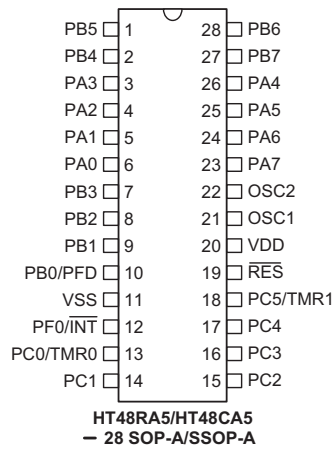 PB5 1 28 PB6
PB4 2 27 PB7
PA3 3 26 PA4
PA2 4 25 PA5
PA1 5 24 PA6
PA0 6 23 PA7
PB3 7 22 OSC2
PB2 8 21 OSC1
PB1 9 20 VDD
PB0/PFD 10 19 R̅E̅S̅
VSS 11 18 PC5/TMR1
PF0/I̅N̅T̅ 12 17 PC4
PC0/TMR0 13 16 PC3
PC1 14 15 PC2
HT48RA5/HT48CA5
– 28 SOP-A/SSOP-A